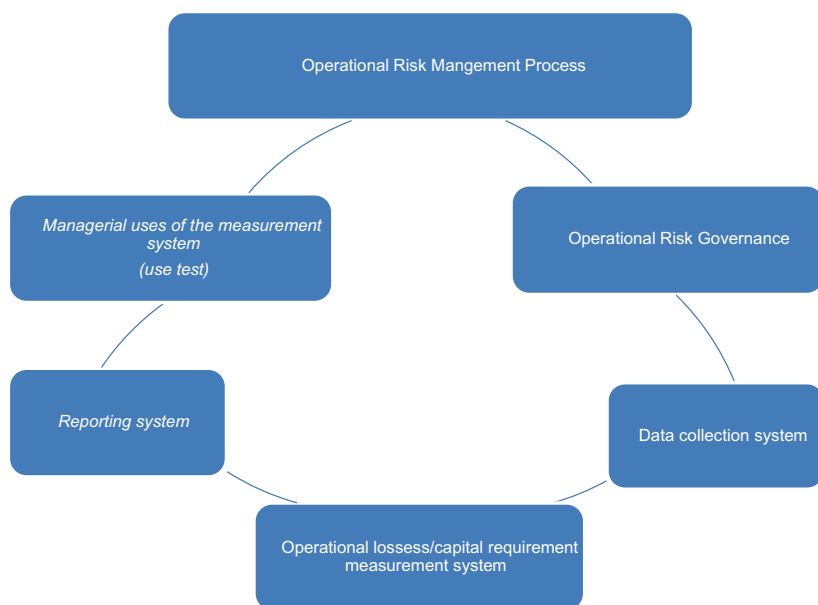 Operational Risk Mangement Process
Managerial uses of the measurement
system
(use test)
Operational Risk Governance
Reporting system
Data collection system
Operational lossess/capital requirement
measurement system